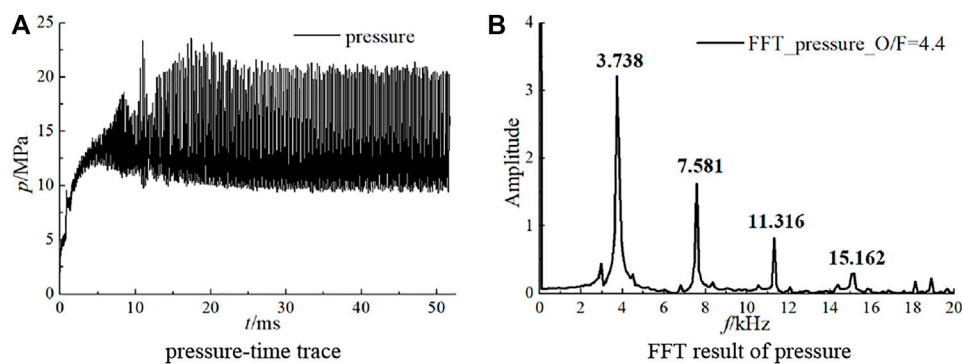 A
25
20
15
10
5
0
p/MPa
pressure
0 10 20 30 40 50
t/ms
pressure-time trace
B
4
3
2
1
0
Amplitude
FFT_pressure_O/F=4.4
3.738
7.581
11.316
15.162
0 2 4 6 8 10 12 14 16 18 20
f/kHz
FFT result of pressure